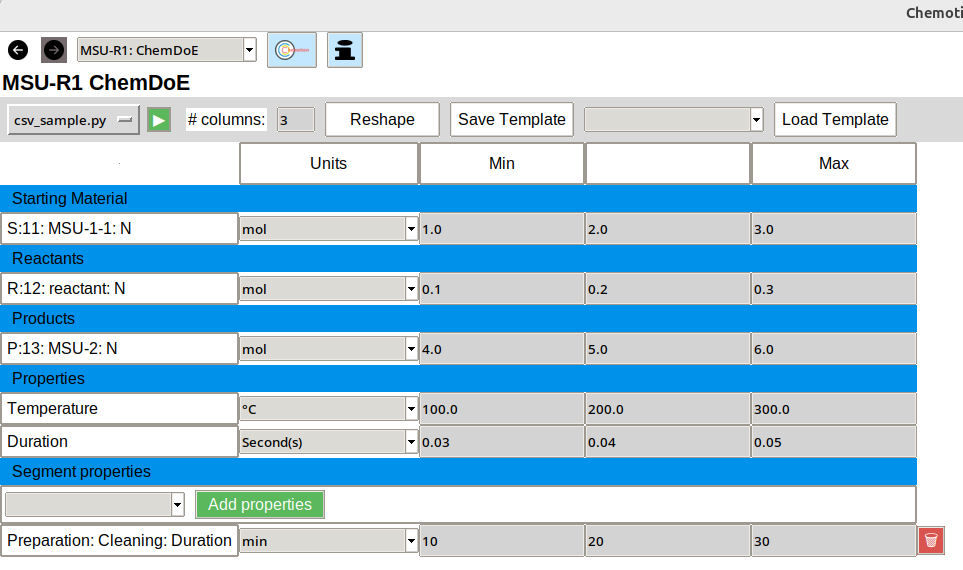 Chemoti
MSU-R1: ChemDoE
MSU-R1 ChemDoE
csv_sample.py # columns: 3 Reshape Save Template Load Template
Units Min Max
Starting Material
S:11: MSU-1-1: N mol 1.0 2.0 3.0
Reactants
R:12: reactant: N mol 0.1 0.2 0.3
Products
P:13: MSU-2: N mol 4.0 5.0 6.0
Properties
Temperature °C 100.0 200.0 300.0
Duration Second(s) 0.03 0.04 0.05
Segment properties
Add properties
Preparation: Cleaning: Duration min 10 20 30